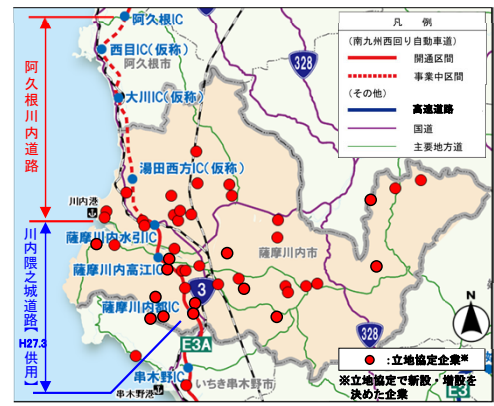 阿久根IC
西目IC(仮称)
阿久根市
大川IC(仮称)
湯田西方IC(仮称)
川内港
薩摩川内水引IC
薩摩川内高江IC
薩摩川内市
薩摩川内都IC
串木野IC
いちき串木野市
串木野港
阿久根川内道路
川内隈之城道路【H27.3供用】
328
3
328
E3A
E3
N
凡 例
(南九州西回り自動車道)
開通区間
事業中区間
(その他)
高速道路
国道
主要地方道
:立地協定企業※
※立地協定で新設・増設を
決めた企業